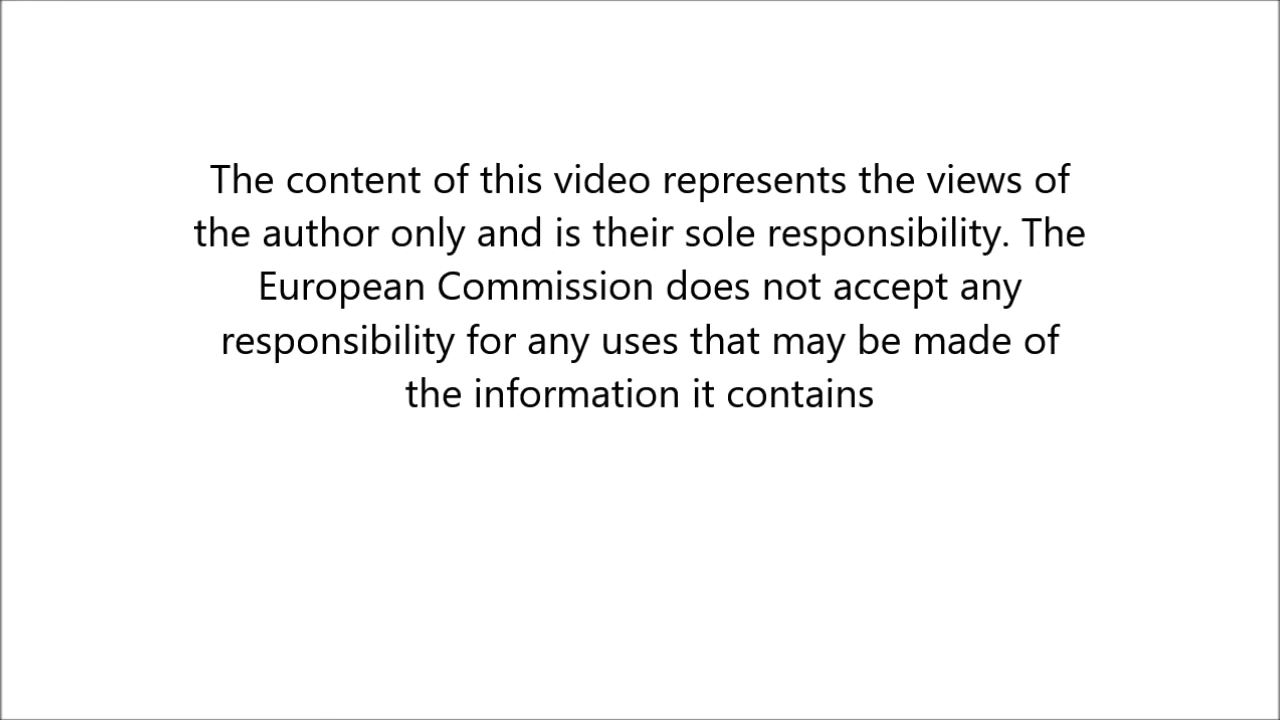 The content of this video represents the views of
the author only and is their sole responsibility. The
European Commission does not accept any
responsibility for any uses that may be made of
the information it contains